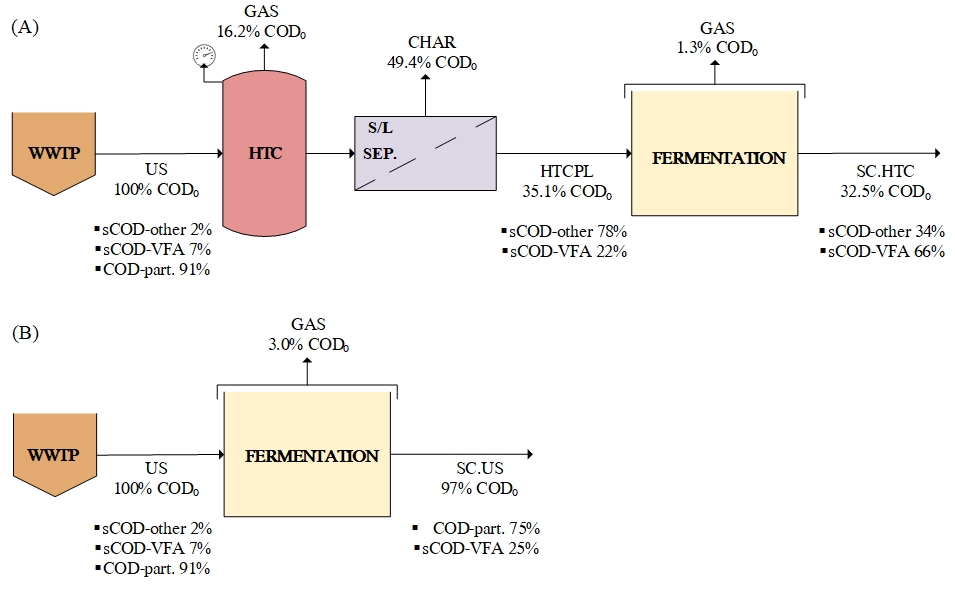 (A)
GAS
16.2% COD₀
CHAR
49.4% COD₀
GAS
1.3% COD₀
WWTP
US
100% COD₀
HTC
S/L
SEP.
HTCPL
35.1% COD₀
FERMENTATION
SC.HTC
32.5% COD₀
▪sCOD-other 2%
▪sCOD-VFA 7%
▪COD-part. 91%
▪sCOD-other 78%
▪sCOD-VFA 22%
▪sCOD-other 34%
▪sCOD-VFA 66%
(B)
GAS
3.0% COD₀
WWTP
US
100% COD₀
FERMENTATION
SC.US
97% COD₀
▪sCOD-other 2%
▪sCOD-VFA 7%
▪COD-part. 91%
▪ COD-part. 75%
▪sCOD-VFA 25%